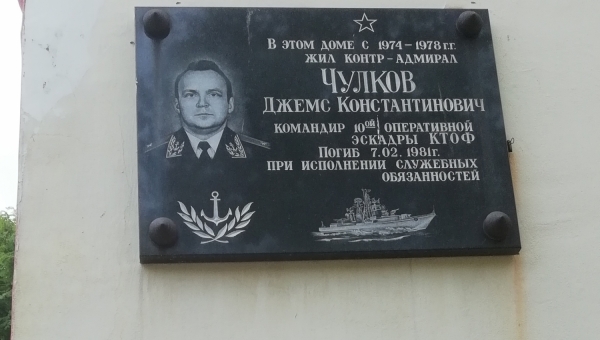 В этом доме с 1974-1978 г.г.
жил контр-адмирал
Чулков
Джемс Константинович
командир 10ой оперативной
эскадры КТОФ
Погиб 7.02.1981г.
при исполнении служебных
обязанностей